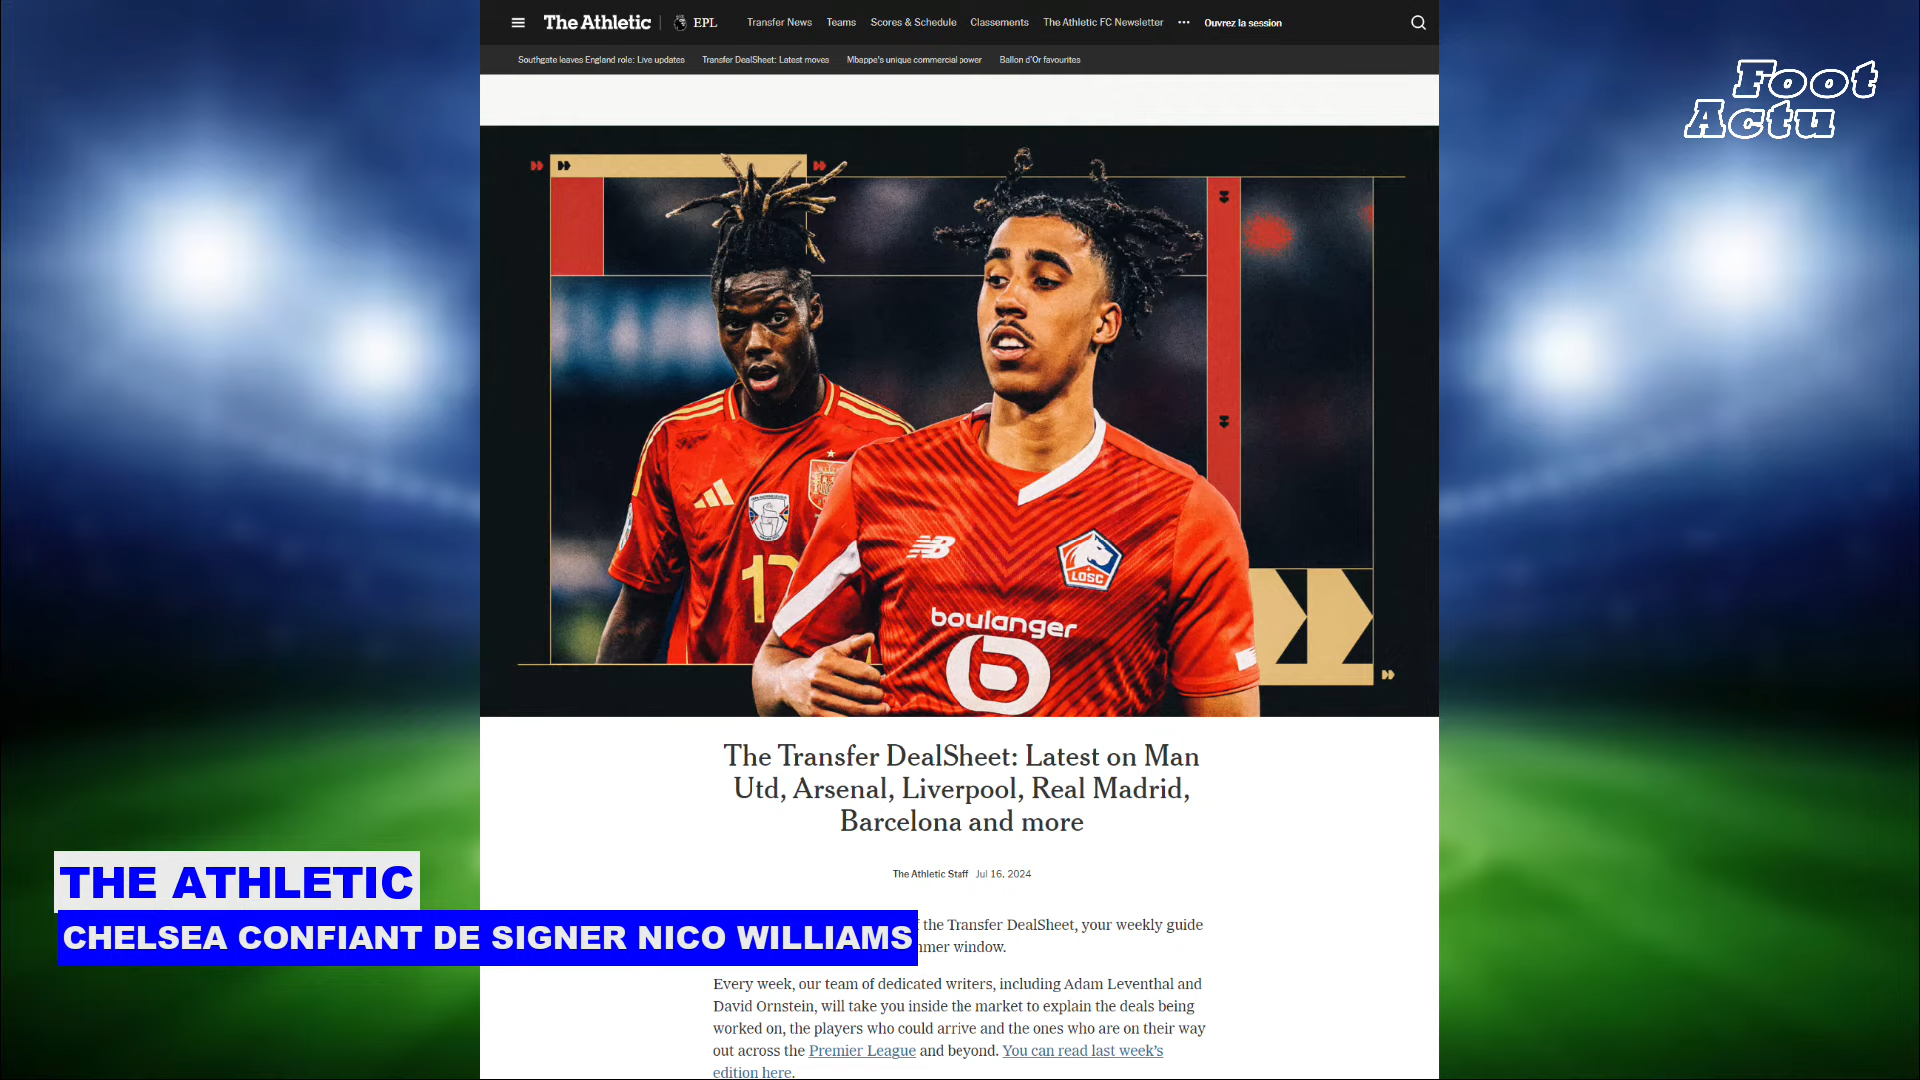 The Athletic
EPL
Transfer News
Teams
Scores & Schedule
Classements
The Athletic FC Newsletter
Ouvrez la session
Southgate leaves England role: Live updates
Transfer DealSheet: Latest moves
Mbappe's unique commercial power
Ballon d'Or favourites
Foot
Actu
17
LOSC
boulanger
The Transfer DealSheet: Latest on Man
Utd, Arsenal, Liverpool, Real Madrid,
Barcelona and more
The Athletic Staff Jul 16, 2024
THE ATHLETIC
CHELSEA CONFIANT DE SIGNER NICO WILLIAMS
the Transfer DealSheet, your weekly guide
window.
Every week, our team of dedicated writers, including Adam Leventhal and
David Ornstein, will take you inside the market to explain the deals being
worked on, the players who could arrive and the ones who are on their way
out across the Premier League and beyond. You can read last week's
edition here.